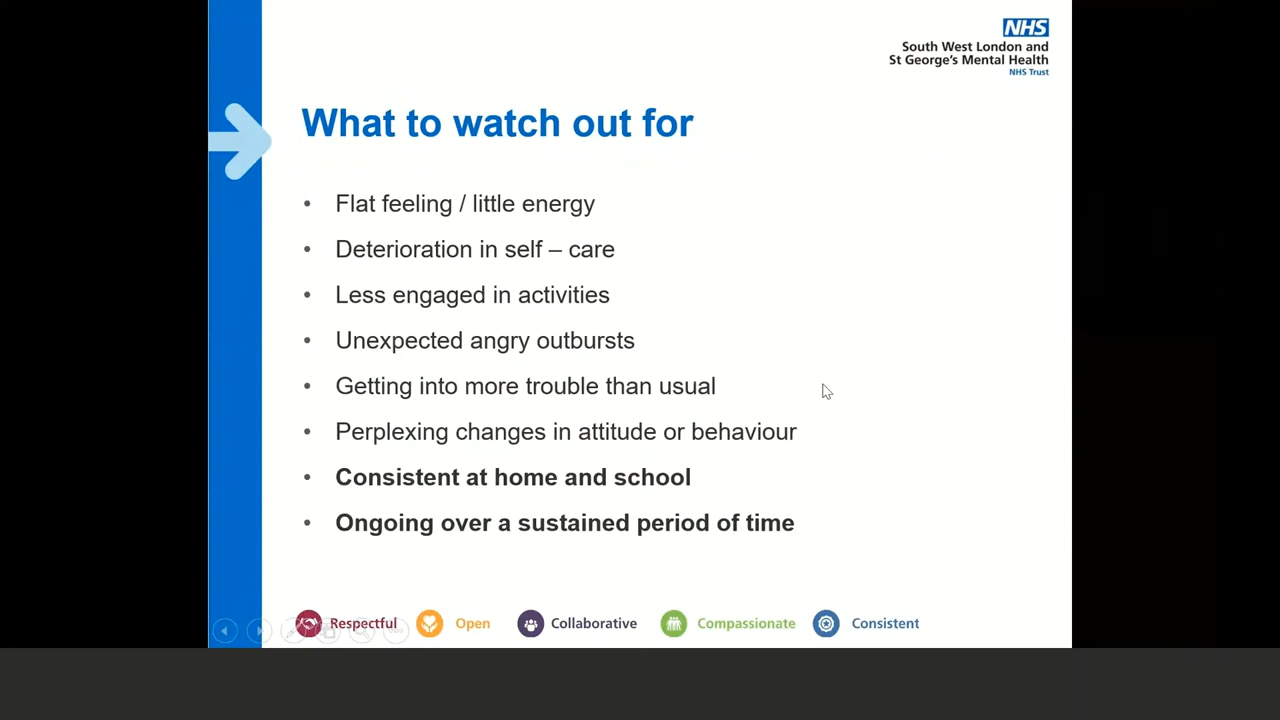 NHS
South West London and
St George's Mental Health
NHS Trust
What to watch out for
• Flat feeling / little energy
• Deterioration in self – care
• Less engaged in activities
• Unexpected angry outbursts
• Getting into more trouble than usual
• Perplexing changes in attitude or behaviour
• Consistent at home and school
• Ongoing over a sustained period of time
Respectful Open Collaborative Compassionate Consistent